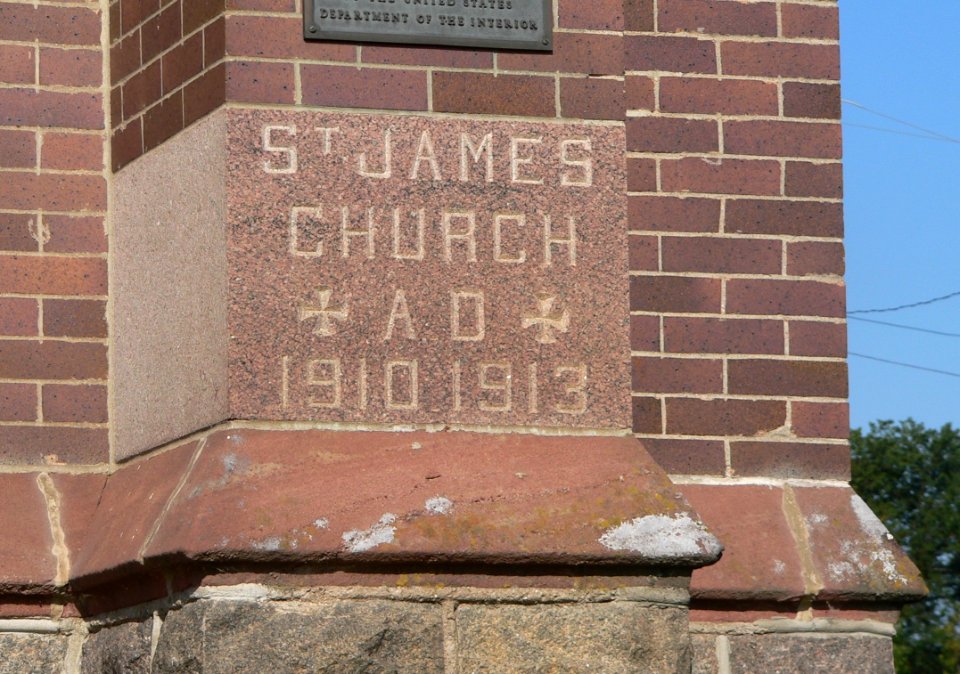 THE UNITED STATES
DEPARTMENT OF THE INTERIOR
ST. JAMES
CHURCH
A D
1910 1913